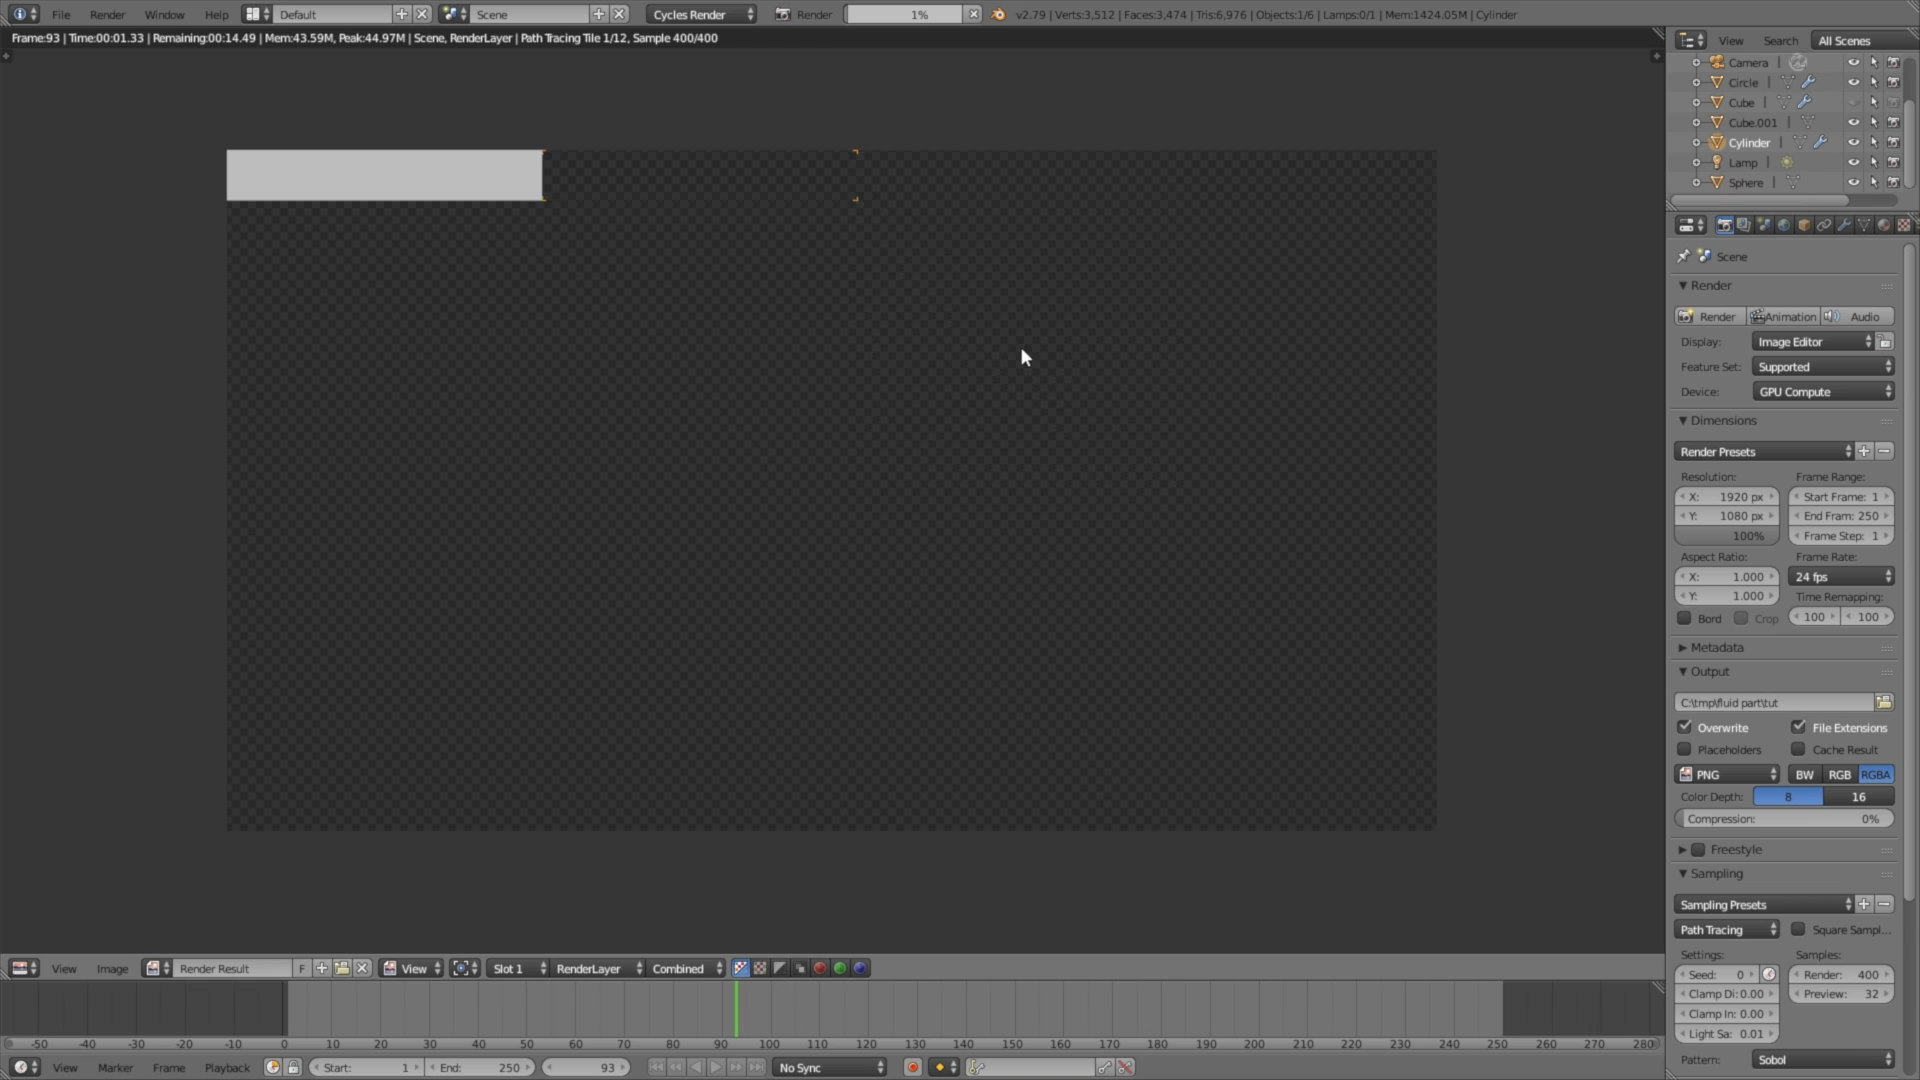 File Render Window Help Default Scene Cycles Render Render 1% v2.79 | Verts:3,512 | Faces:3,474 | Tris:6,976 | Objects:1/6 | Lamps:0/1 | Mem:1424.05M | Cylinder
Frame:93 | Time:00:01.33 | Remaining:00:14.49 | Mem:43.59M, Peak:44.97M | Scene, RenderLayer | Path Tracing Tile 1/12, Sample 400/400
View Search All Scenes
Camera
Circle
Cube
Cube.001
Cylinder
Lamp
Sphere
Scene
Render
Render Animation Audio
Display: Image Editor
Feature Set: Supported
Device: GPU Compute
Dimensions
Render Presets
Resolution: Frame Range:
X: 1920 px Start Frame: 1
Y: 1080 px End Fram: 250
100% Frame Step: 1
Aspect Ratio: Frame Rate:
X: 1.000 24 fps
Y: 1.000 Time Remapping:
Bord Crop 100 100
Metadata
Output
C:\tmp\fluid part\tut
Overwrite File Extensions
Placeholders Cache Result
PNG BW RGB RGBA
Color Depth: 8 16
Compression: 0%
Freestyle
Sampling
Sampling Presets
Path Tracing Square Sampl...
Settings: Samples:
Seed: 0 Render: 400
Clamp Di: 0.00 Preview: 32
Clamp In: 0.00
Light Sa: 0.01
Pattern: Sobol
View Image Render Result F View Slot 1 RenderLayer Combined
-50 -40 -30 -20 -10 0 10 20 30 40 50 60 70 80 90 100 110 120 130 140 150 160 170 180 190 200 210 220 230 240 250 260 270 280
View Marker Frame Playback Start: 1 End: 250 93 No Sync